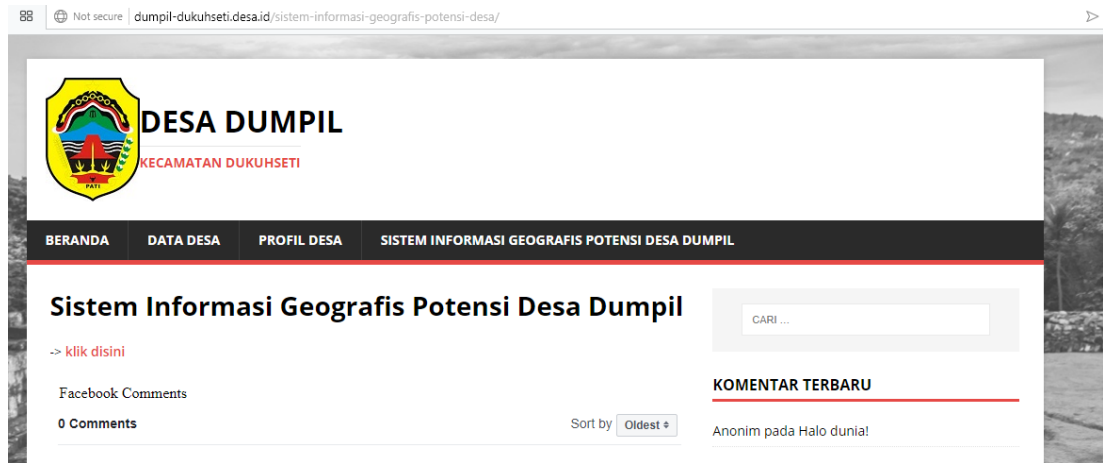 Not secure dumpil-dukuhseti.desa.id/sistem-informasi-geografis-potensi-desa/
DESA DUMPIL
KECAMATAN DUKUHSETI
PATI
BERANDA DATA DESA PROFIL DESA SISTEM INFORMASI GEOGRAFIS POTENSI DESA DUMPIL
Sistem Informasi Geografis Potensi Desa Dumpil
-> klik disini
Facebook Comments
0 Comments Sort by Oldest
CARI ...
KOMENTAR TERBARU
Anonim pada Halo dunia!